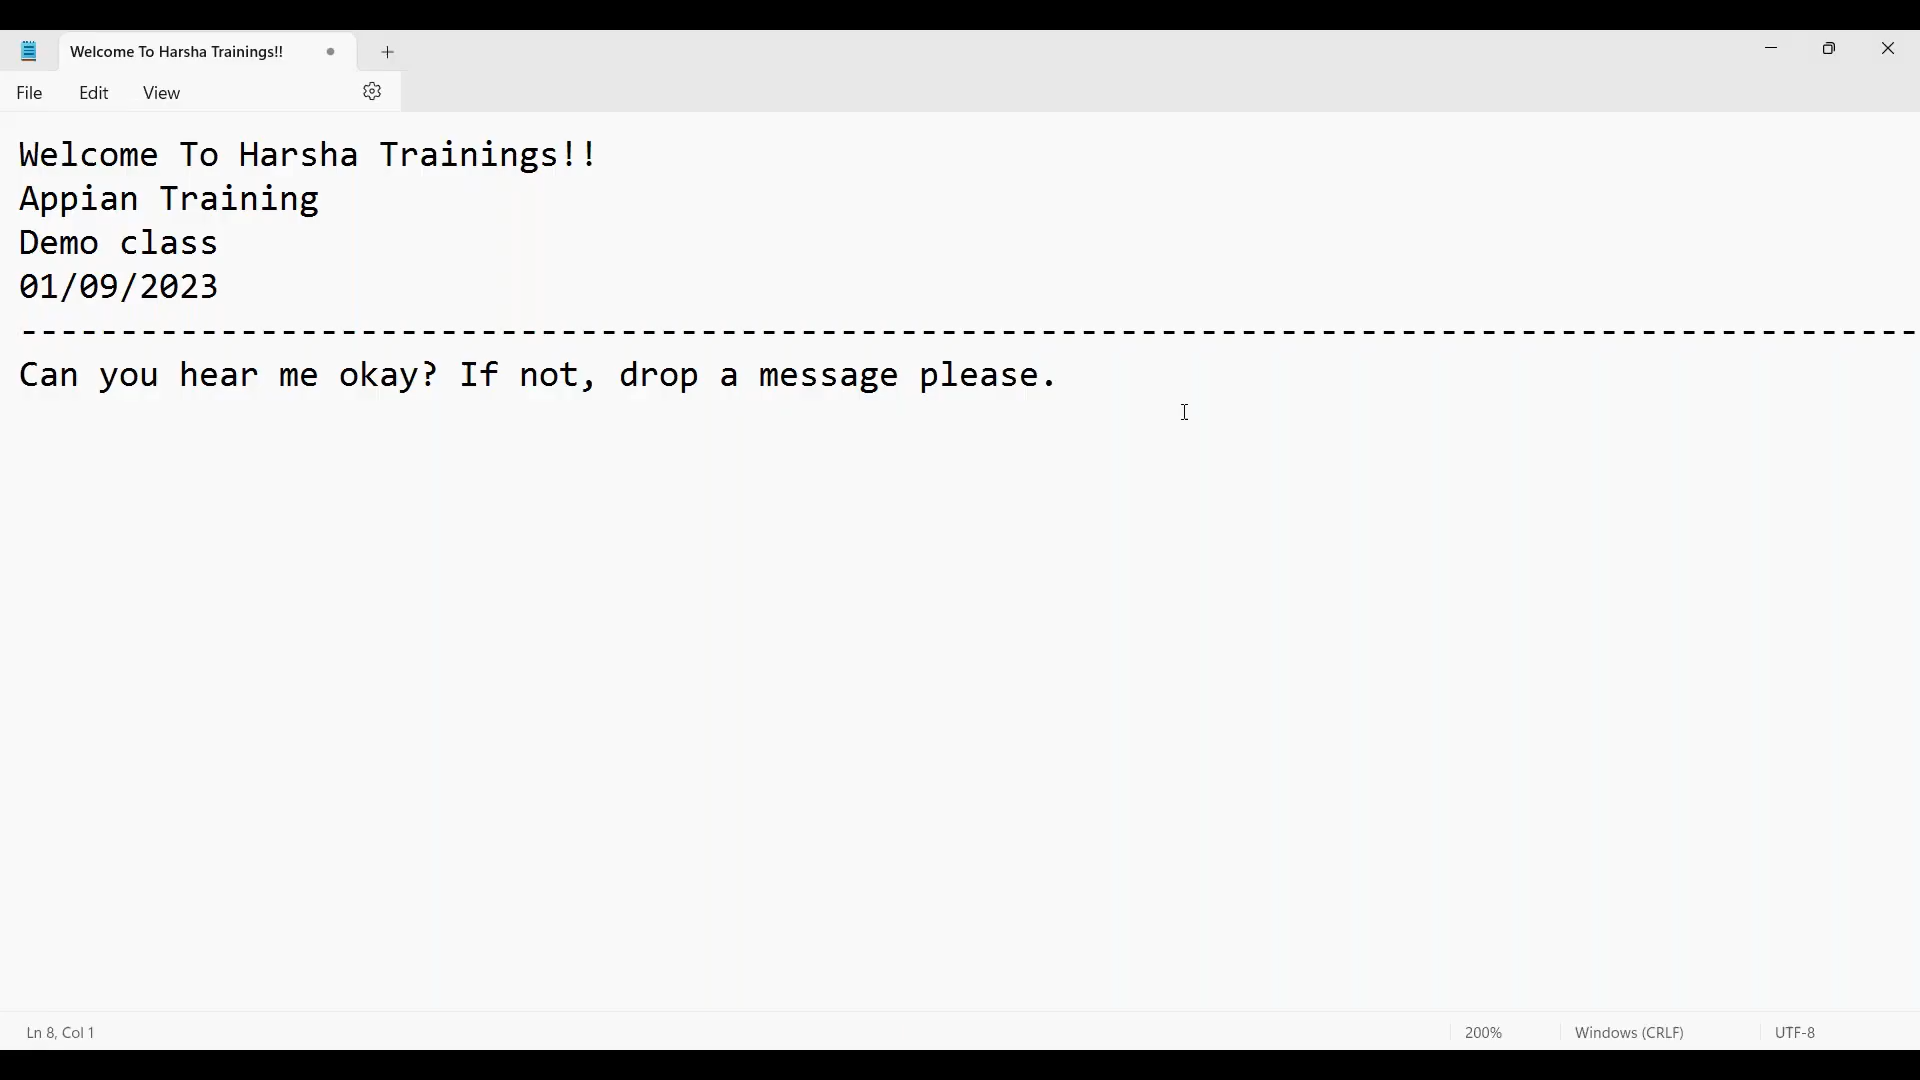 Welcome To Harsha Trainings!!
File Edit View
Welcome To Harsha Trainings!!
Appian Training
Demo class
01/09/2023
-----------------------------------------------------------------------------------------------
Can you hear me okay? If not, drop a message please.
Ln 8, Col 1 200% Windows (CRLF) UTF-8